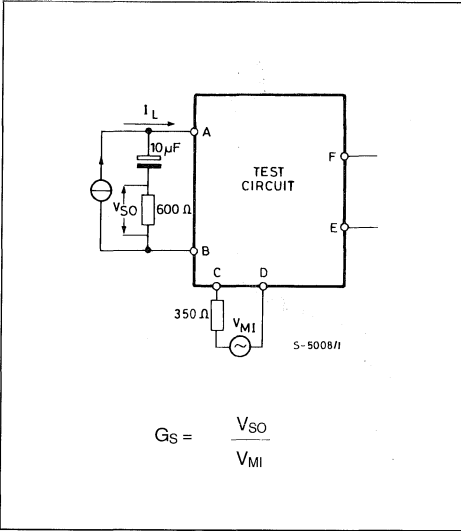 I_L
A
10µF
V_SO
600 Ω
B
TEST
CIRCUIT
F
E
C
D
350 Ω
V_MI
S-5008/1
G_S = V_SO / V_MI